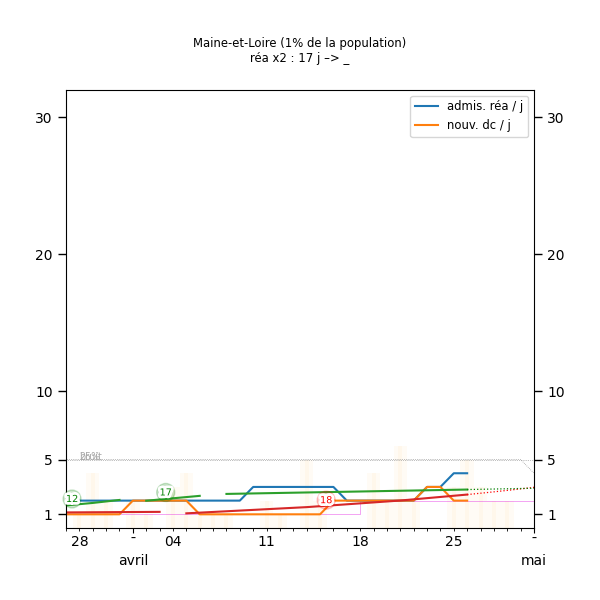 Maine-et-Loire (1% de la population)
réa x2 : 17 j –> _
admis. réa / j
nouv. dc / j
30 30
20 20
10 10
5 5
1 1
12
17
18
28 - 04 11 18 25 -
avril mai